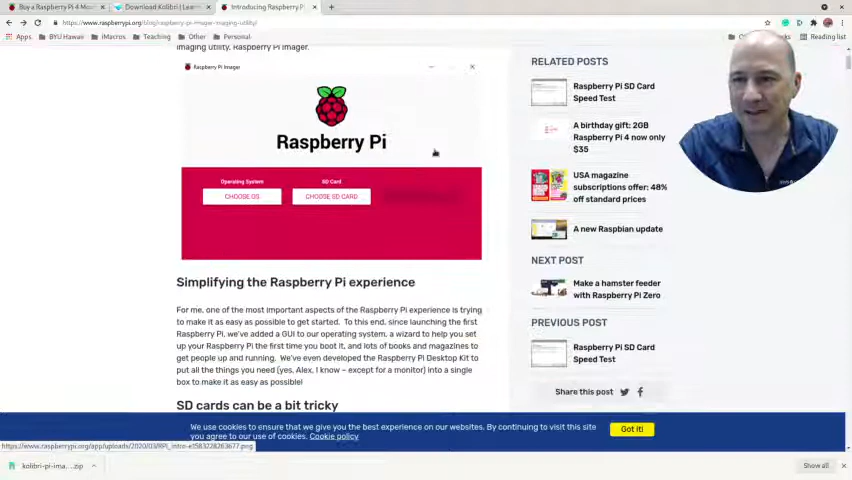 Buy a Raspberry Pi 4 Mo
Download Kolibri | Learn
Introducing Raspberry Pi
https://www.raspberrypi.org/blog/raspberry-pi-imager-imaging-utility/
Apps
BYU Hawaii
iMacros
Teaching
Other
Personal
Reading list
imaging utility, Raspberry Pi Imager.
Raspberry Pi Imager
Raspberry Pi
Operating System
SD Card
CHOOSE OS
CHOOSE SD CARD
Simplifying the Raspberry Pi experience
For me, one of the most important aspects of the Raspberry Pi experience is trying
to make it as easy as possible to get started. To this end, since launching the first
Raspberry Pi, we've added a GUI to our operating system, a wizard to help you set
up your Raspberry Pi the first time you boot it, and lots of books and magazines to
get people up and running. We've even developed the Raspberry Pi Desktop Kit to
put all the things you need (yes, Alex, I know – except for a monitor) into a single
box to make it as easy as possible!
SD cards can be a bit tricky
RELATED POSTS
Raspberry Pi SD Card
Speed Test
A birthday gift: 2GB
Raspberry Pi 4 now only
$35
USA magazine
subscriptions offer: 48%
off standard prices
A new Raspbian update
NEXT POST
Make a hamster feeder
with Raspberry Pi Zero
PREVIOUS POST
Raspberry Pi SD Card
Speed Test
Share this post
We use cookies to ensure that we give you the best experience on our websites. By continuing to visit this site
you agree to our use of cookies. Cookie policy
Got it!
kolibri-pi-ima....zip
Show all